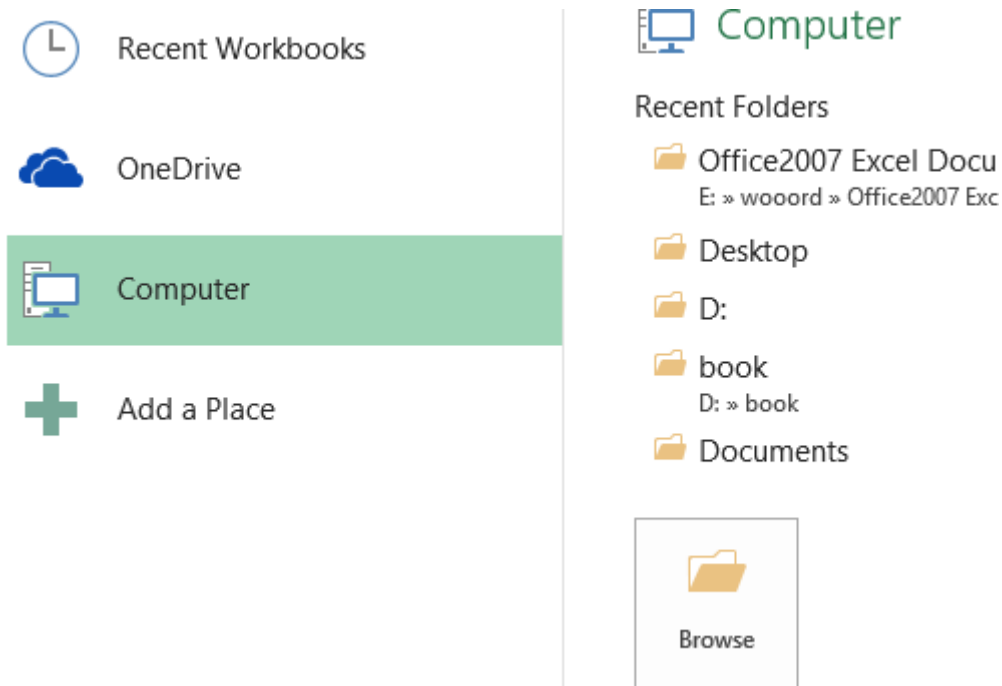 Recent Workbooks
OneDrive
Computer
Add a Place
Computer
Recent Folders
Office2007 Excel Docu
E: » wooord » Office2007 Exc
Desktop
D:
book
D: » book
Documents
Browse